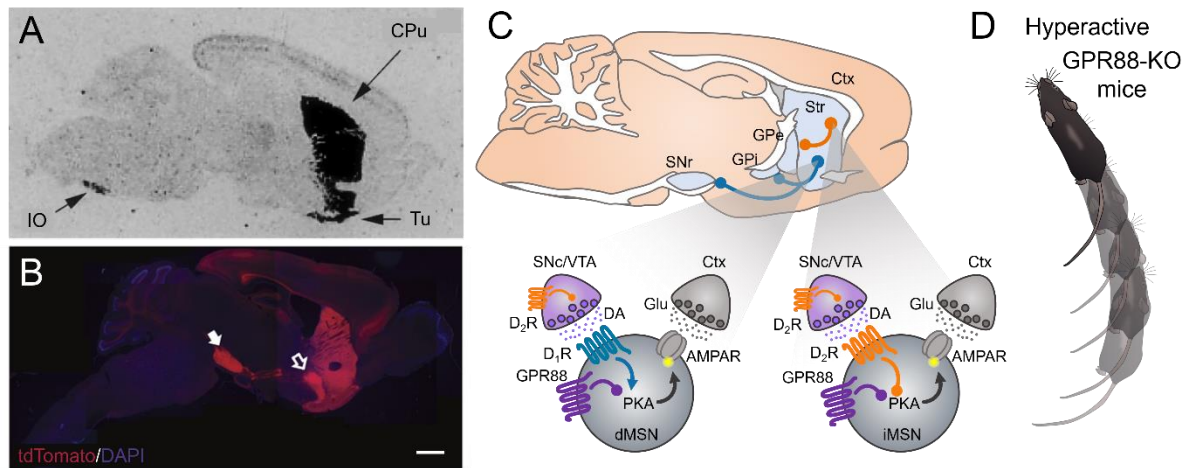 A
CPu
IO
Tu
B
tdTomato/DAPI
C
Ctx
Str
GPe
GPi
SNr
SNc/VTA
Ctx
Glu
D₂R
DA
D₁R
AMPAR
GPR88
PKA
dMSN
SNc/VTA
Ctx
Glu
D₂R
DA
D₂R
AMPAR
GPR88
PKA
iMSN
D
Hyperactive
GPR88-KO
mice